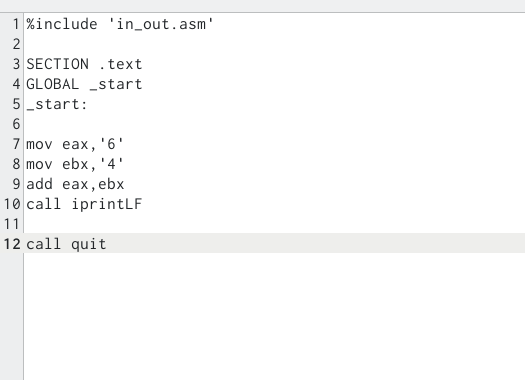 1 %include 'in_out.asm'
2
3 SECTION .text
4 GLOBAL _start
5 _start:
6
7 mov eax,'6'
8 mov ebx,'4'
9 add eax,ebx
10 call iprintLF
11
12 call quit